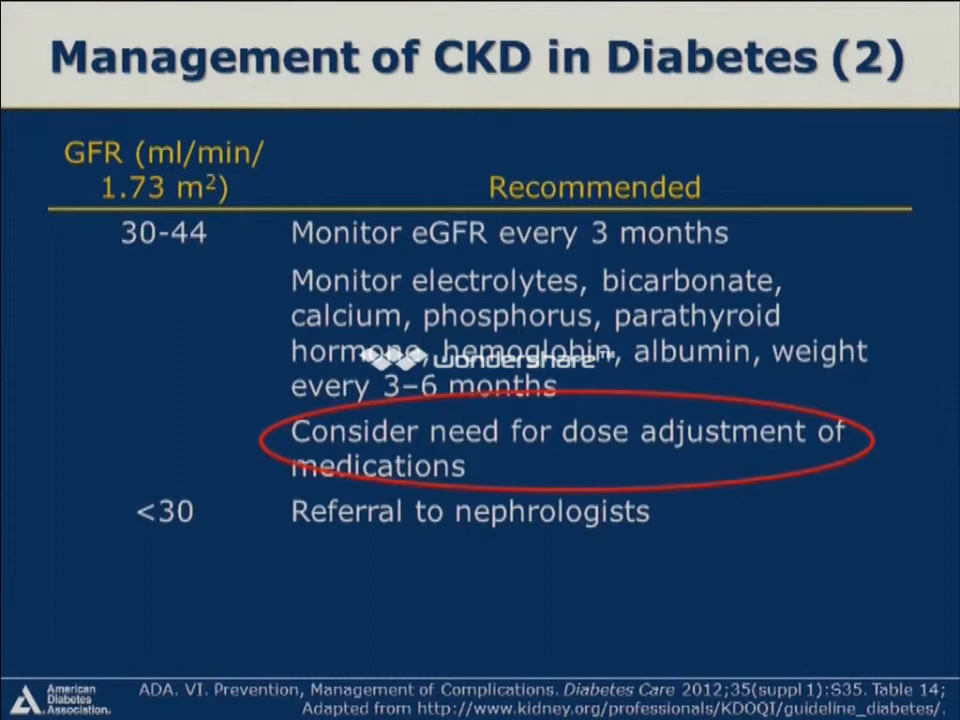 Management of CKD in Diabetes (2)
GFR (ml/min/
1.73 m²)
Recommended
30-44
Monitor eGFR every 3 months
Monitor electrolytes, bicarbonate,
calcium, phosphorus, parathyroid
hormone, hemoglobin, albumin, weight
wondershare™
every 3–6 months
Consider need for dose adjustment of
medications
<30
Referral to nephrologists
American
Diabetes
Association.
ADA. VI. Prevention, Management of Complications. Diabetes Care 2012;35(suppl 1):S35. Table 14;
Adapted from http://www.kidney.org/professionals/KDOQI/guideline_diabetes/.